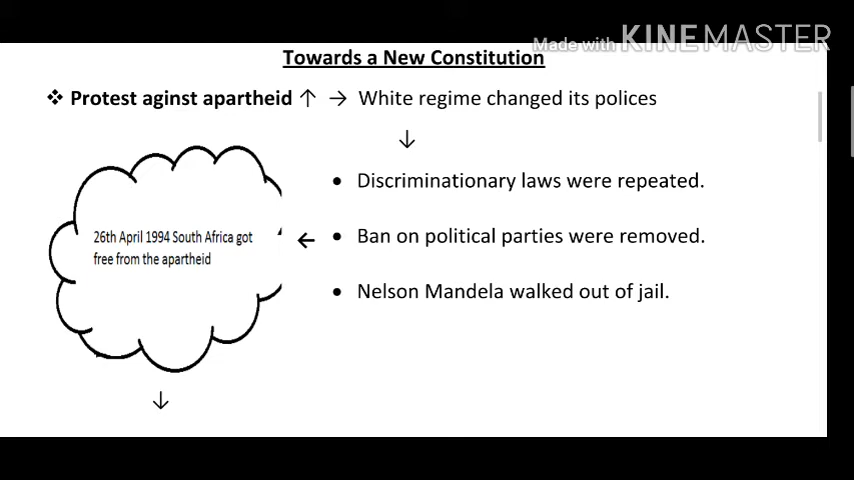 Made with KINEMASTER
Towards a New Constitution
❖ Protest aginst apartheid ↑ → White regime changed its polices
↓
• Discriminationary laws were repeated.
26th April 1994 South Africa got
free from the apartheid
← • Ban on political parties were removed.
• Nelson Mandela walked out of jail.
↓